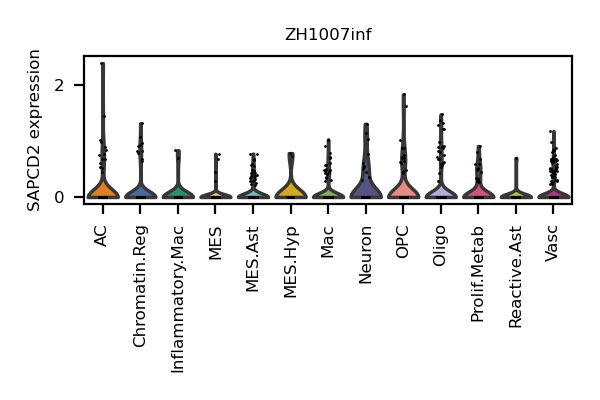 ZH1007inf
SAPCD2 expression
2
0
AC
Chromatin.Reg
Inflammatory.Mac
MES
MES.Ast
MES.Hyp
Mac
Neuron
OPC
Oligo
Prolif.Metab
Reactive.Ast
Vasc